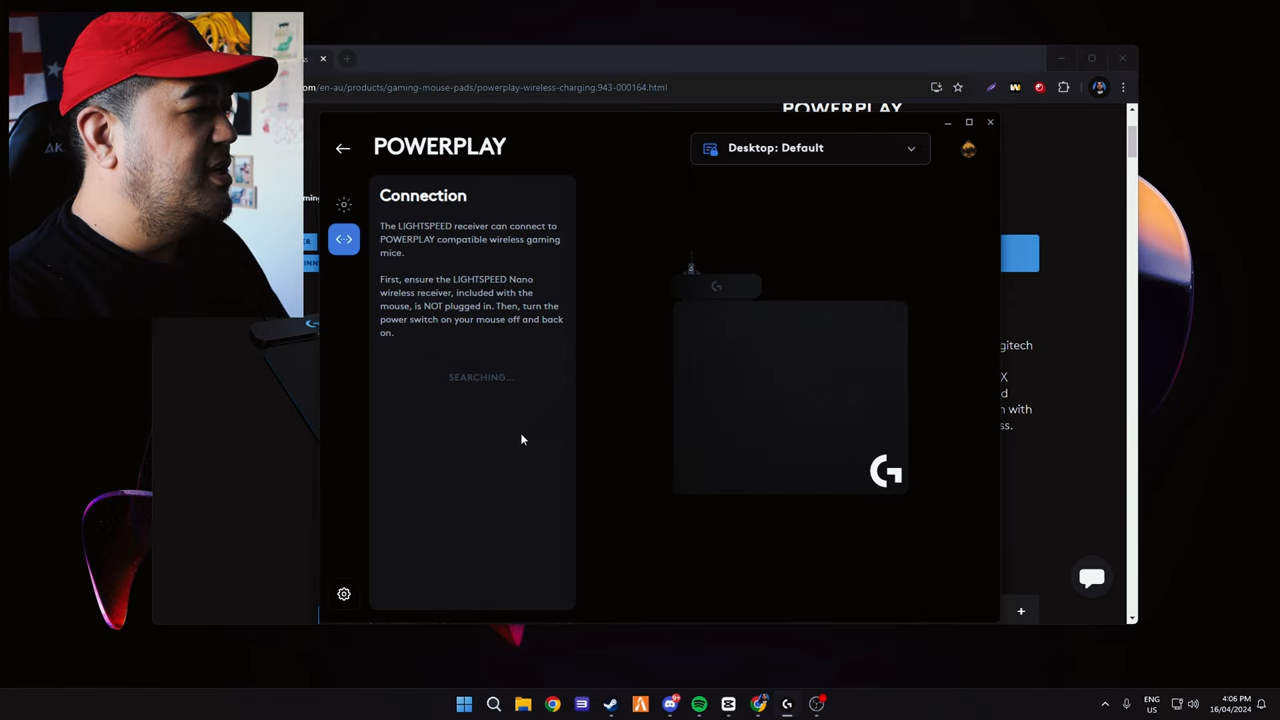 om/en-au/products/gaming-mouse-pads/powerplay-wireless-charging.943-000164.html
POWERPLAY
POWERPLAY
Desktop: Default
Connection
The LIGHTSPEED receiver can connect to
POWERPLAY compatible wireless gaming
mice.
First, ensure the LIGHTSPEED Nano
wireless receiver, included with the
mouse, is NOT plugged in. Then, turn the
power switch on your mouse off and back
on.
SEARCHING...
ming
ogitech
X
d
n with
s.
9+
ENG
US
4:06 PM
16/04/2024